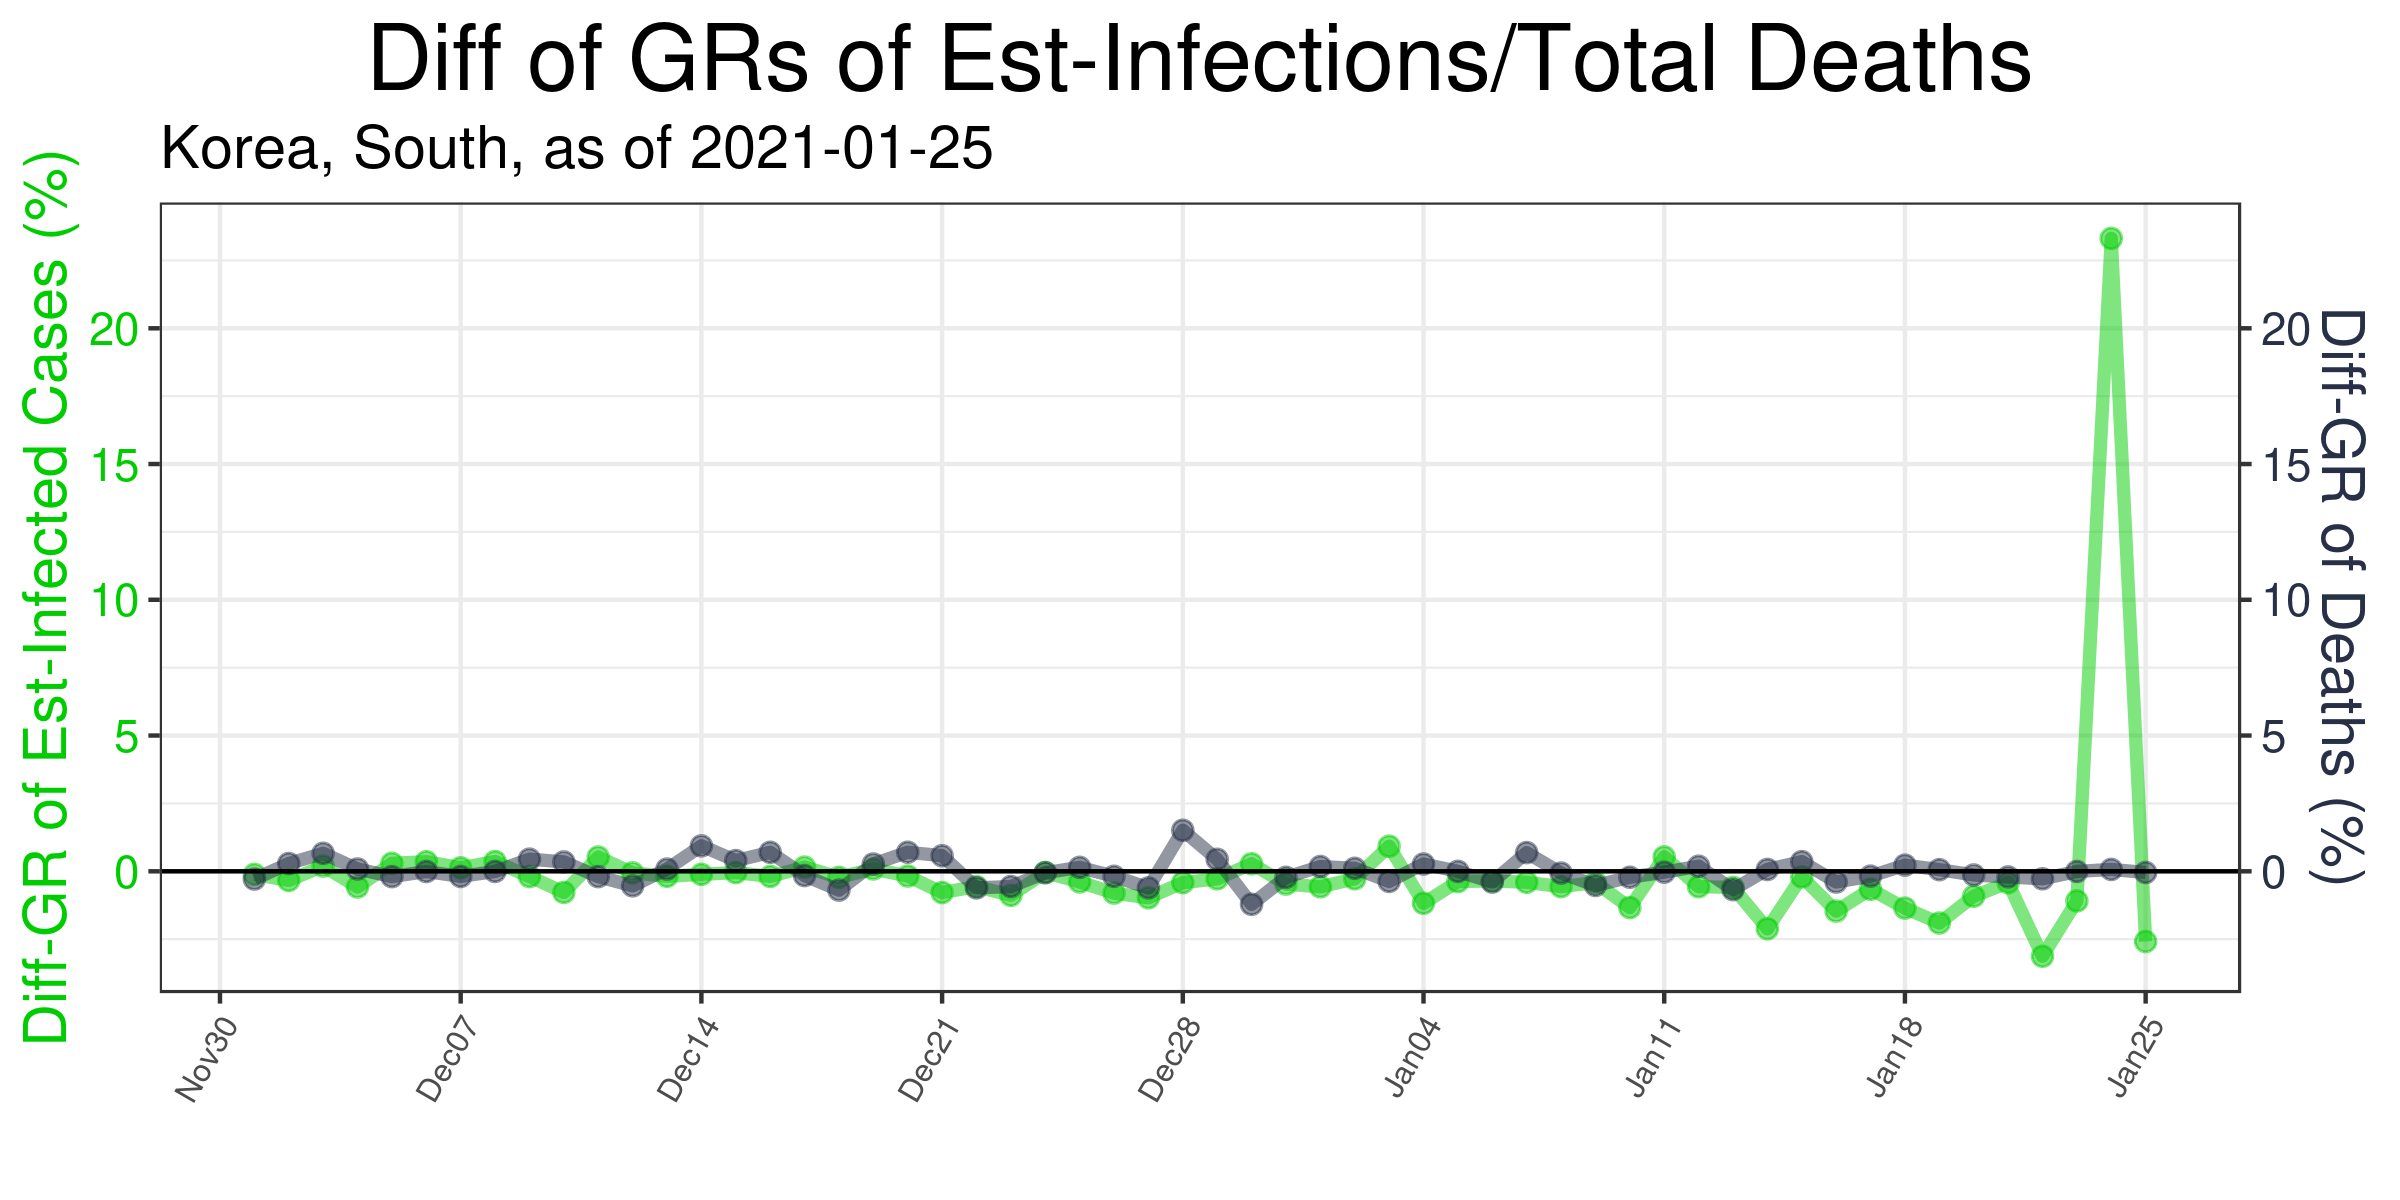 Diff of GRs of Est-Infections/Total Deaths
Korea, South, as of 2021-01-25
Diff-GR of Est-Infected Cases (%)
20
15
10
5
0
20
15
10
5
0
Diff-GR of Deaths (%)
Nov30
Dec07
Dec14
Dec21
Dec28
Jan04
Jan11
Jan18
Jan25